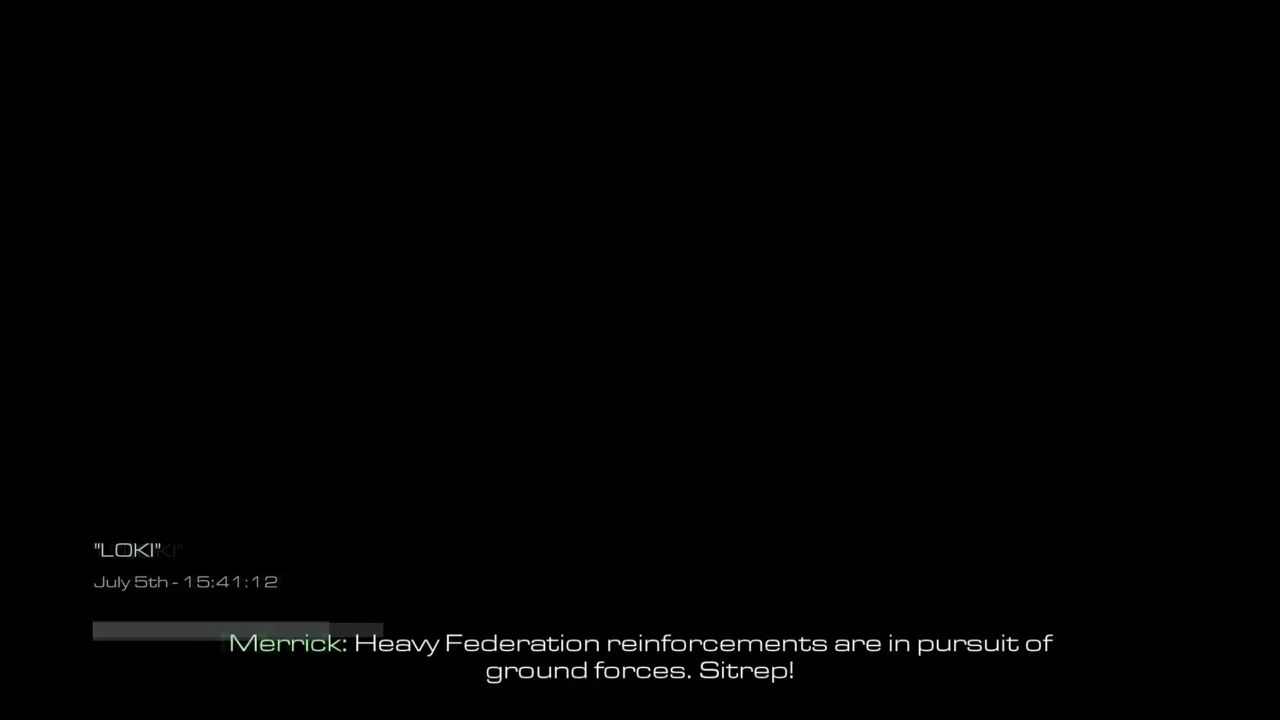 "LOKI"
July 5th - 15:41:12
Merrick: Heavy Federation reinforcements are in pursuit of
ground forces. Sitrep!